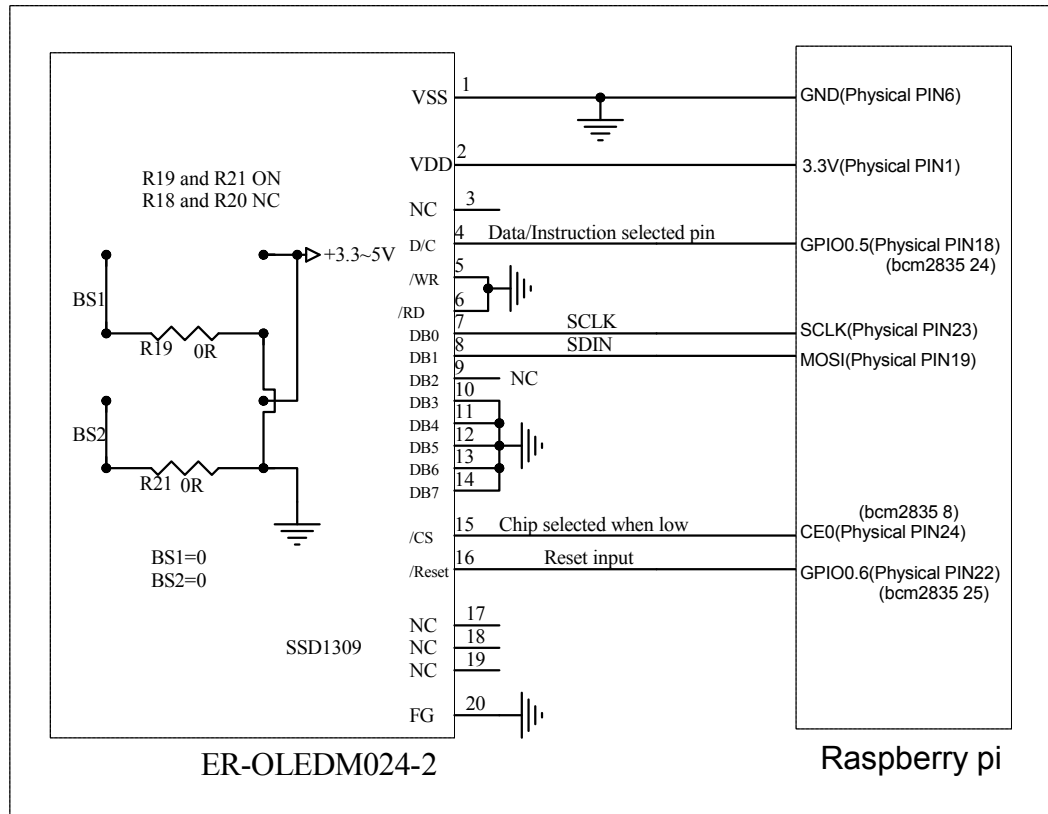 VSS
1
GND(Physical PIN6)
VDD
2
3.3V(Physical PIN1)
R19 and R21 ON
R18 and R20 NC
NC
3
D/C
4
Data/Instruction selected pin
GPIO0.5(Physical PIN18)
(bcm2835 24)
+3.3~5V
/WR
5
/RD
6
BS1
R19
0R
DB0
7
SCLK
SCLK(Physical PIN23)
DB1
8
SDIN
MOSI(Physical PIN19)
DB2
9
NC
DB3
10
DB4
11
DB5
12
DB6
13
DB7
14
BS2
R21
0R
/CS
15
Chip selected when low
(bcm2835 8)
CE0(Physical PIN24)
BS1=0
BS2=0
/Reset
16
Reset input
GPIO0.6(Physical PIN22)
(bcm2835 25)
NC
17
NC
18
NC
19
SSD1309
FG
20
ER-OLEDM024-2
Raspberry pi